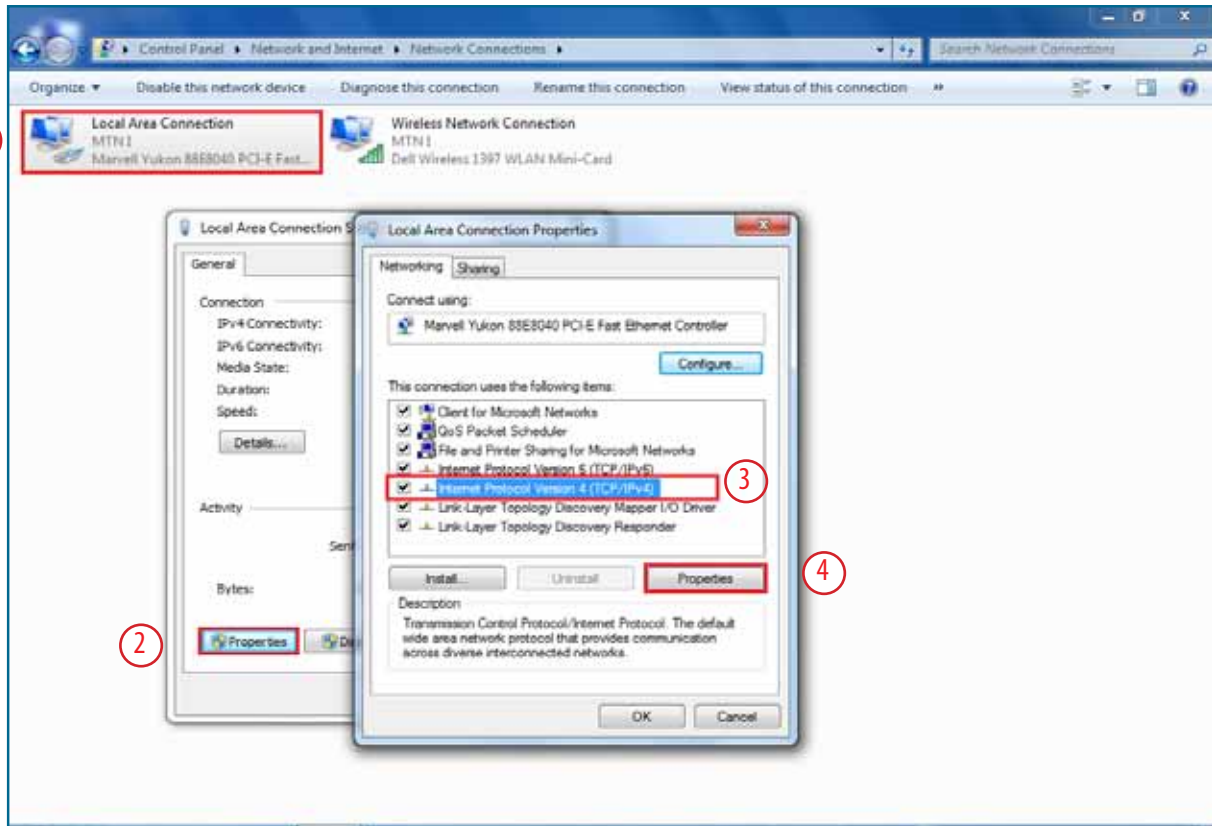 Control Panel ▸ Network and Internet ▸ Network Connections ▸
Search Network Connections
Organize ▾ Disable this network device Diagnose this connection Rename this connection View status of this connection »
Local Area Connection
MTN1
Marvell Yukon 88E8040 PCI-E Fast...
Wireless Network Connection
MTN1
Dell Wireless 1397 WLAN Mini-Card
Local Area Connection S
General
Connection
IPv4 Connectivity:
IPv6 Connectivity:
Media State:
Duration:
Speed:
Details...
Activity
Sent
Bytes:
2
Properties
Local Area Connection Properties
Networking Sharing
Connect using:
Marvell Yukon 88E8040 PCI-E Fast Ethernet Controller
Configure...
This connection uses the following items:
Client for Microsoft Networks
QoS Packet Scheduler
File and Printer Sharing for Microsoft Networks
Internet Protocol Version 6 (TCP/IPv6)
Internet Protocol Version 4 (TCP/IPv4)
3
Link-Layer Topology Discovery Mapper I/O Driver
Link-Layer Topology Discovery Responder
Install... Uninstall Properties
4
Description
Transmission Control Protocol/Internet Protocol. The default
wide area network protocol that provides communication
across diverse interconnected networks.
OK Cancel